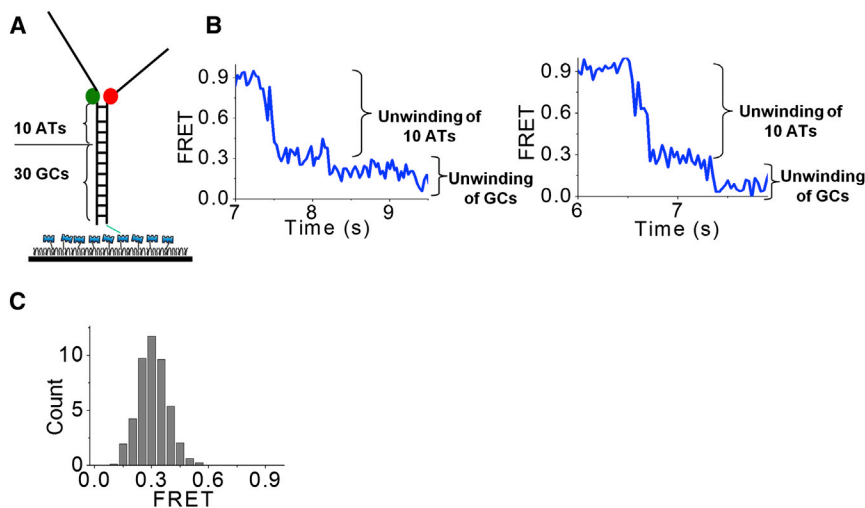 A
10 ATs
30 GCs
B
FRET
0.9
0.6
0.3
0.0
7
8
9
Time (s)
Unwinding of
10 ATs
Unwinding
of GCs
FRET
0.9
0.6
0.3
0.0
6
7
Time (s)
Unwinding of
10 ATs
Unwinding
of GCs
C
Count
10
5
0
0.0
0.3
0.6
0.9
FRET